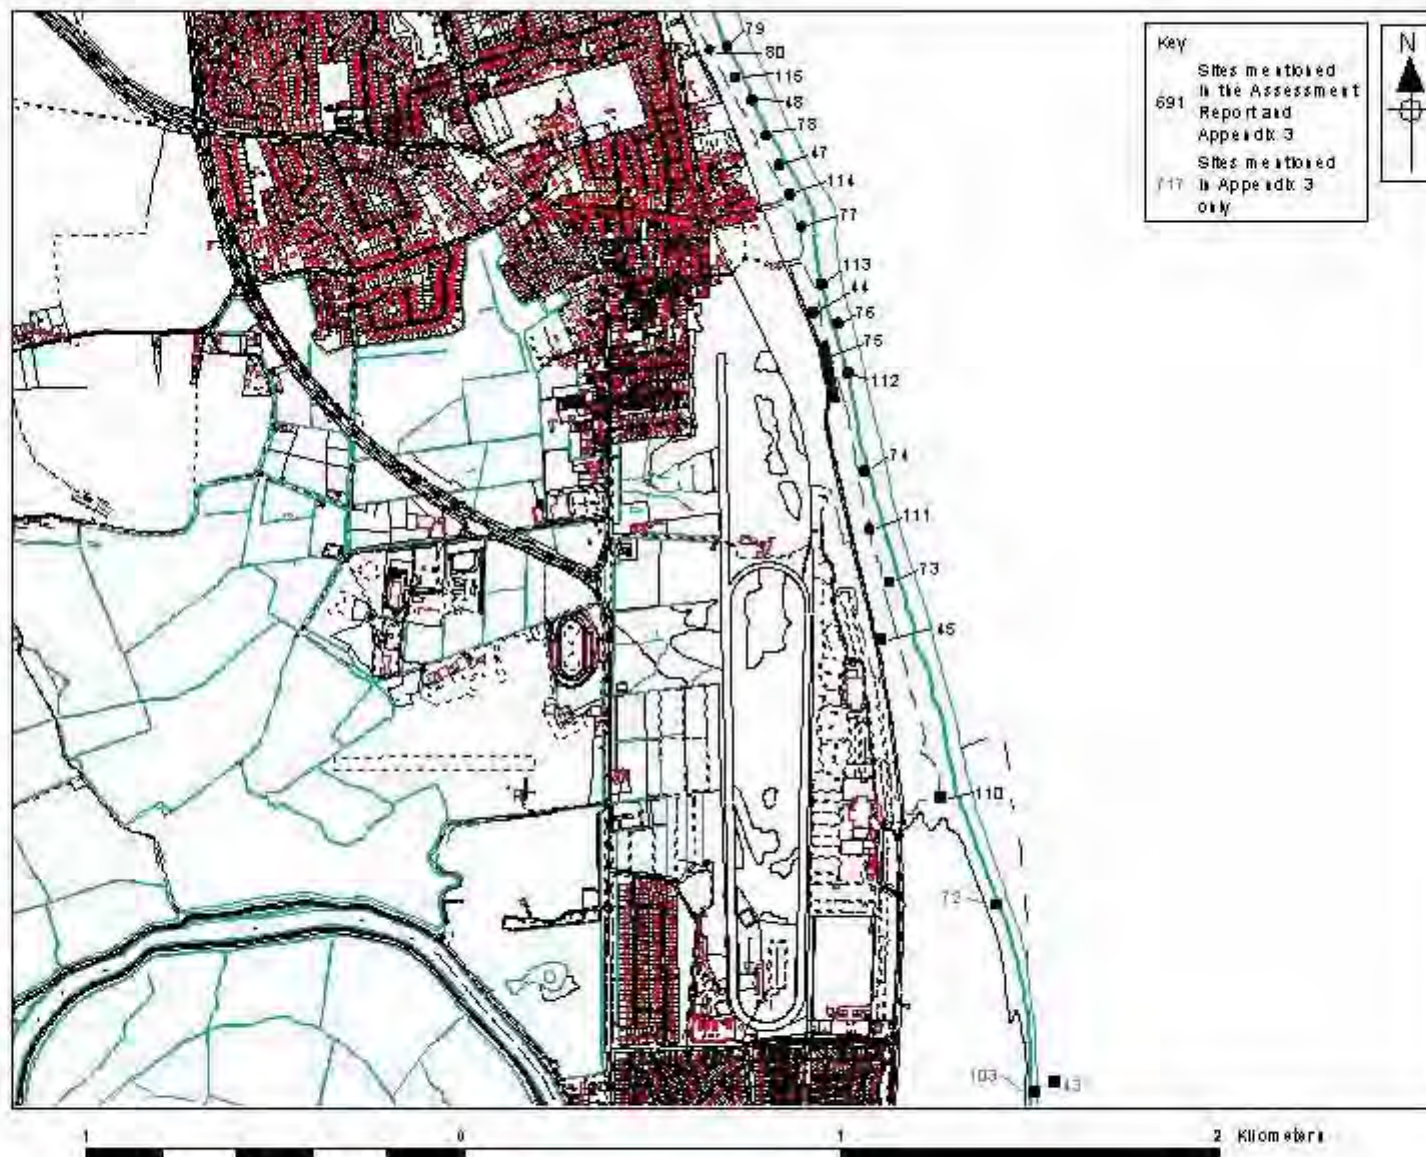 Key
691
Sites mentioned
in the Assessment
Report and
Appendix 3
717
Sites mentioned
in Appendix 3
only
N
79
80
116
48
78
47
114
77
113
44
76
75
112
74
111
73
45
110
72
103
43
1
0
1
2 Kilometers